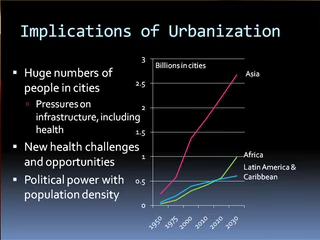 Implications of Urbanization
Huge numbers of
people in cities
Pressures on
infrastructure, including
health
New health challenges
and opportunities
Political power with
population density
Billions in cities
3
2.5
2
1.5
1
0.5
0
1950
1975
2000
2010
2020
2030
Asia
Africa
Latin America &
Caribbean